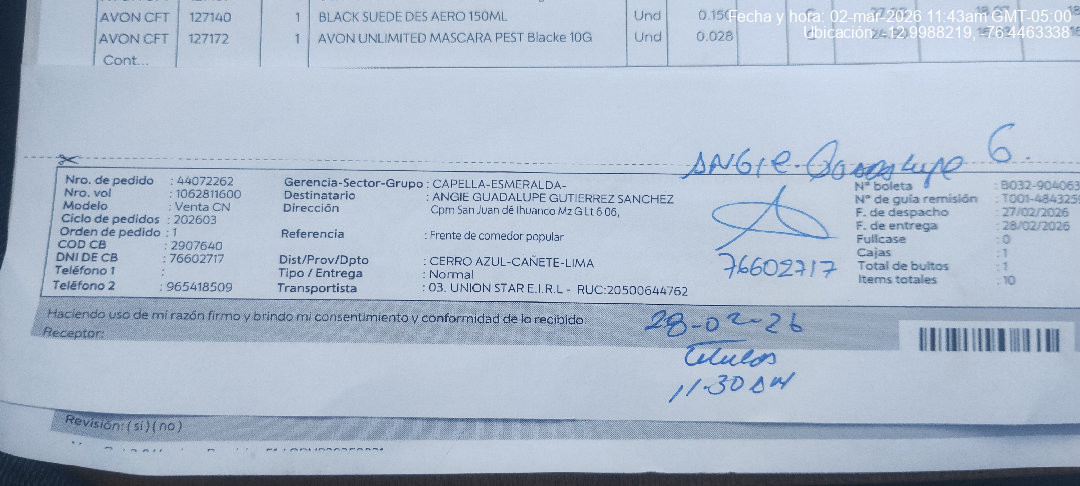 AVON CFT 127140 1 BLACK SUEDE DES AERO 150ML Und 0.150
AVON CFT 127172 1 AVON UNLIMITED MASCARA PEST Blacke 10G Und 0.028
Cont...
Fecha y hora: 02-mar-2026 11:43am GMT-05:00
Ubicación: -12.9988219, -76.4463338
ANGIE Guadalupe G.
Nro. de pedido : 44072262
Nro. vol : 1062811600
Modelo : Venta CN
Ciclo de pedidos : 202603
Orden de pedido : 1
COD CB : 2907640
DNI DE CB : 76602717
Teléfono 1 :
Teléfono 2 : 965418509
Gerencia-Sector-Grupo : CAPELLA-ESMERALDA-
Destinatario : ANGIE GUADALUPE GUTIERREZ SANCHEZ
Dirección : Cpm San Juan de Ihuanco Mz G Lt 6 06,
Referencia : Frente de comedor popular
Dist/Prov/Dpto : CERRO AZUL-CAÑETE-LIMA
Tipo / Entrega : Normal
Transportista : 03. UNION STAR E.I.R.L - RUC:20500644762
76602717
N° boleta : B032-904063
N° de guía remisión : T001-4843259
F. de despacho : 27/02/2026
F. de entrega : 28/02/2026
Fullcase : 0
Cajas : 1
Total de bultos : 1
Items totales : 10
Haciendo uso de mi razón firmo y brindo mi consentimiento y conformidad de lo recibido.
Receptor:
28-02-26
11:30 AM
Revisión: (si) (no)